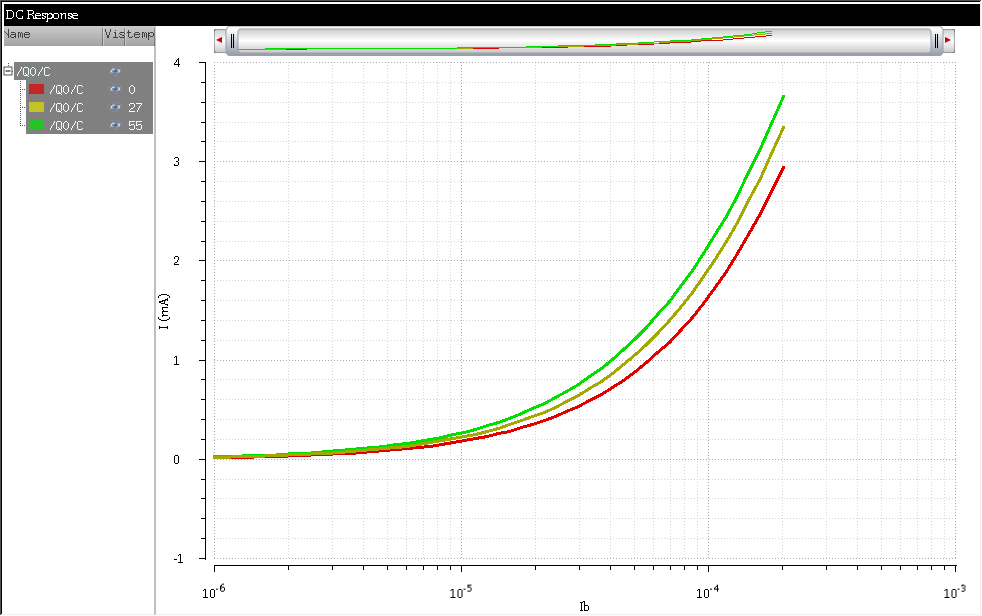 DC Response
Name Vis temp
/Q0/C
/Q0/C 0
/Q0/C 27
/Q0/C 55
4
3
2
1
0
-1
I (mA)
10^-6 10^-5 10^-4 10^-3
Ib